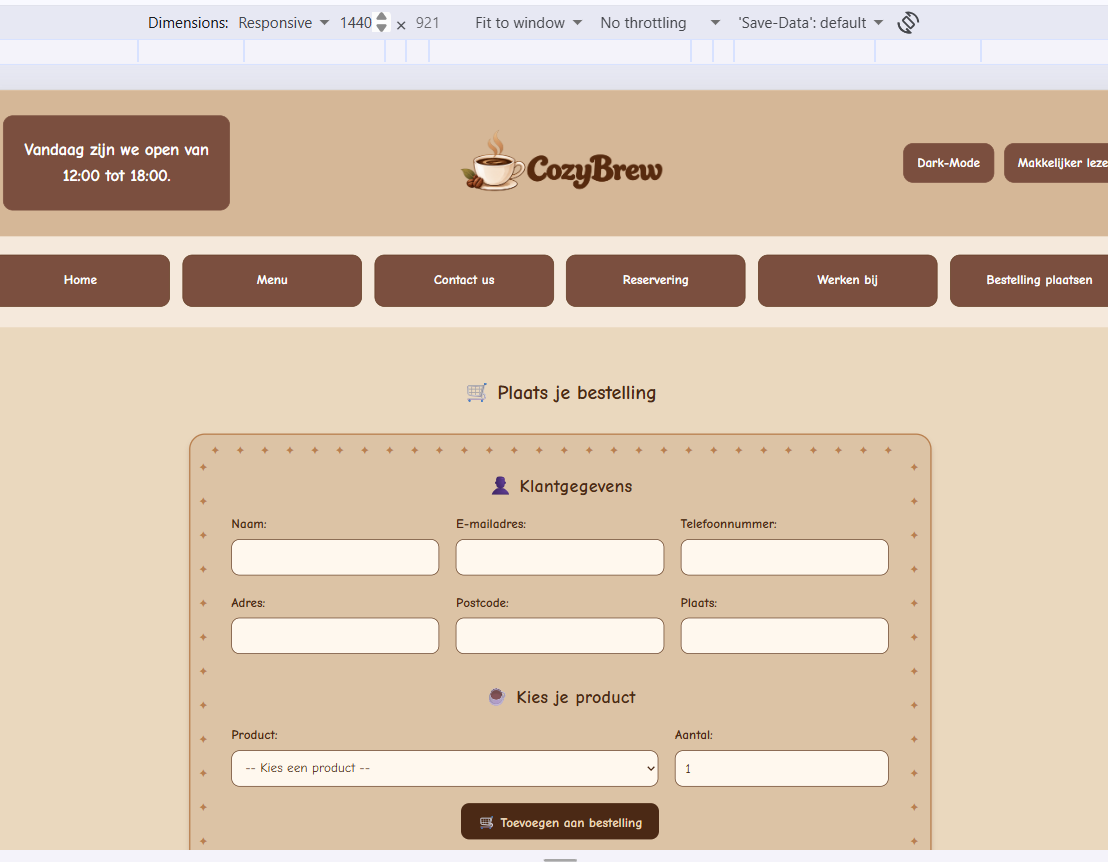 Dimensions: Responsive 1440 × 921 Fit to window No throttling 'Save-Data': default
Vandaag zijn we open van
12:00 tot 18:00.
CozyBrew
Dark-Mode Makkelijker leze
Home Menu Contact us Reservering Werken bij Bestelling plaatsen
Plaats je bestelling
Klantgegevens
Naam: E-mailadres: Telefoonnummer:
Adres: Postcode: Plaats:
Kies je product
Product: Aantal:
-- Kies een product -- 1
Toevoegen aan bestelling